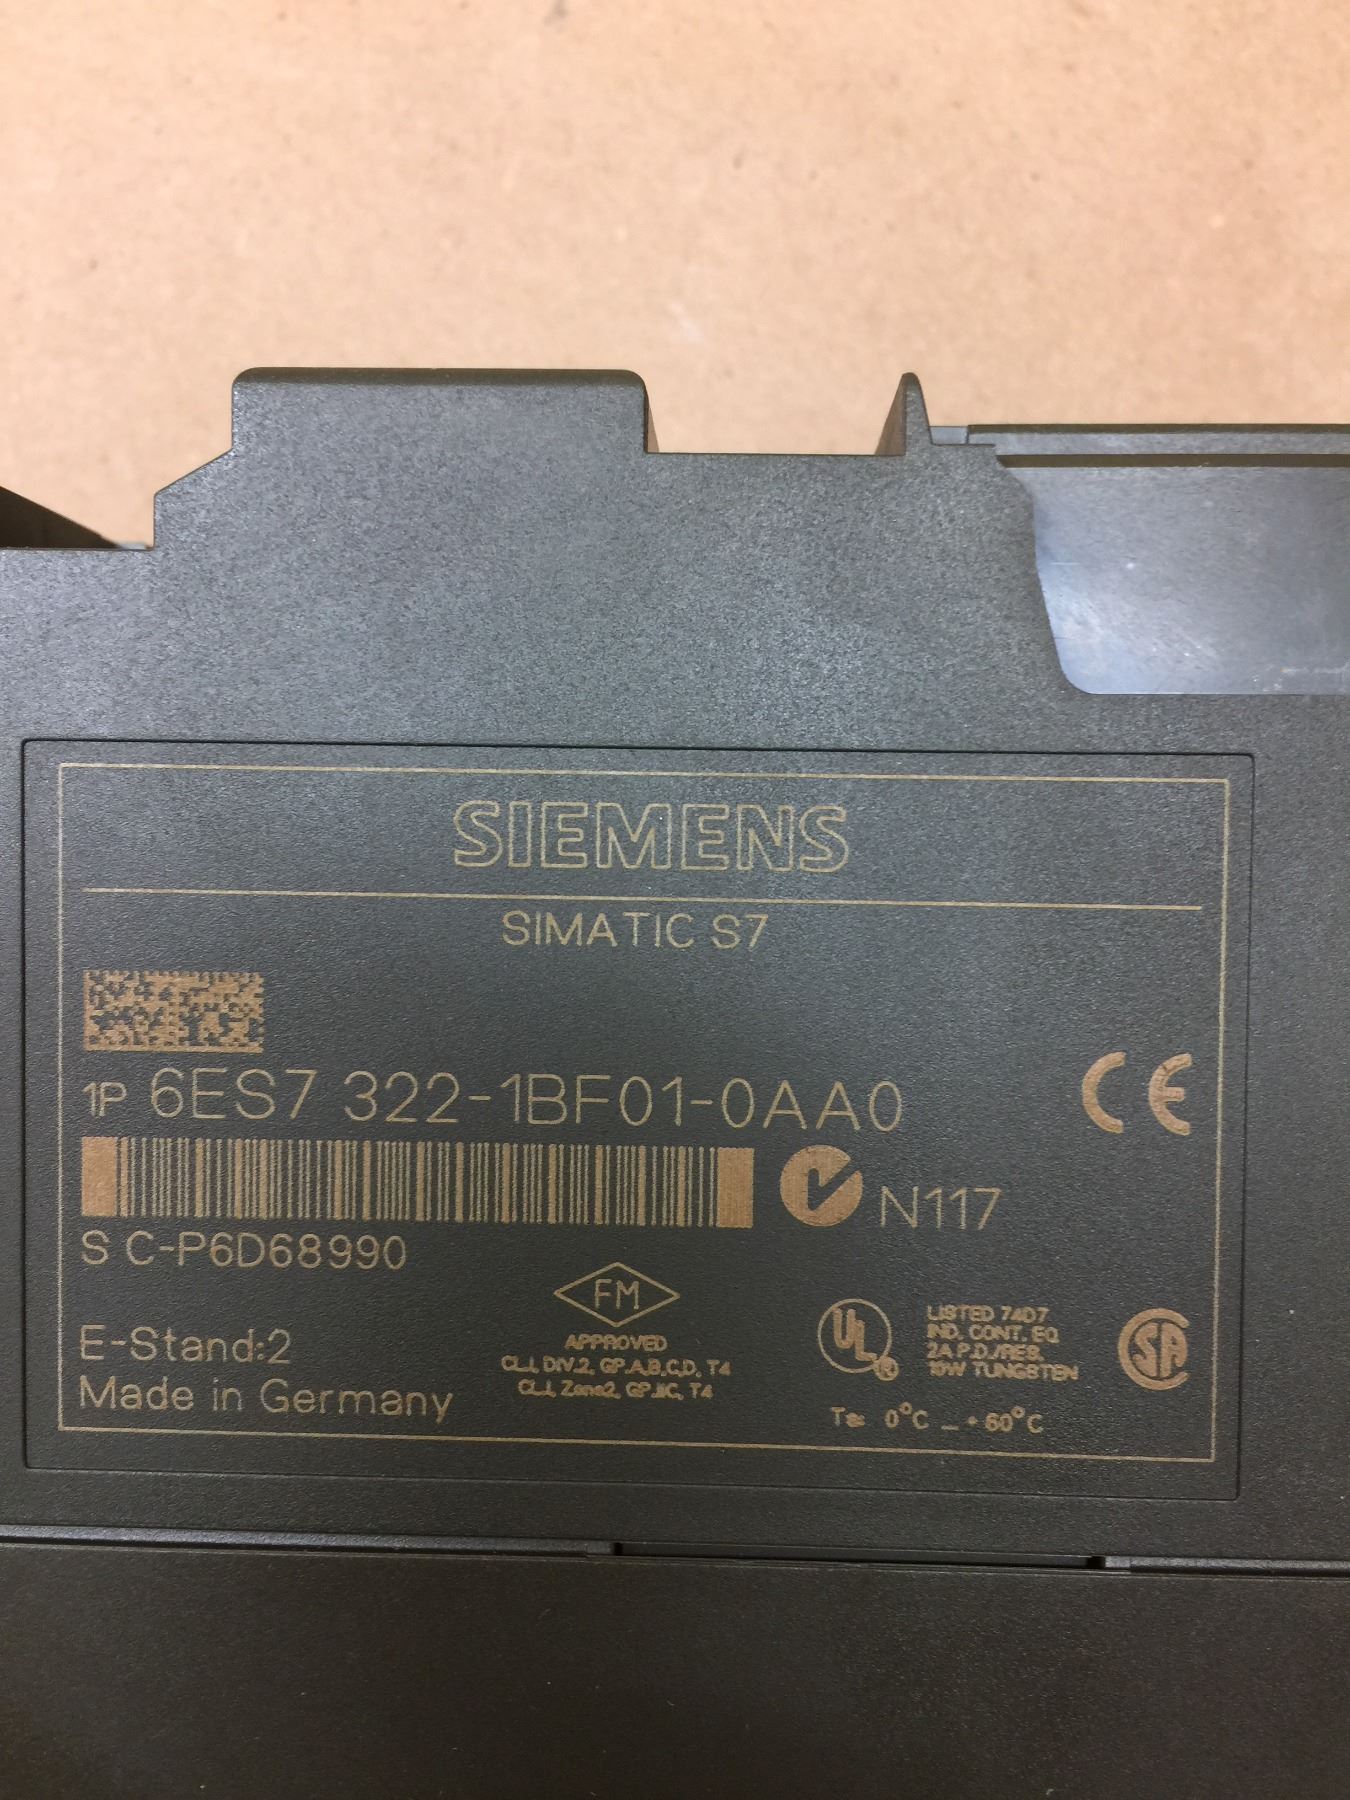 SIEMENS
SIMATIC S7
1P 6ES7 322-1BF01-0AA0
CE
N117
S C-P6D68990
FM
APPROVED
CL.I, DIV.2, GP.A,B,C,D, T4
CL.I, Zone2, GP.IIC, T4
UL
LISTED 74D7
IND. CONT. EQ
2A P.D./RES.
10W TUNGSTEN
SA
E-Stand:2
Made in Germany
Ta: 0°C _ + 60°C